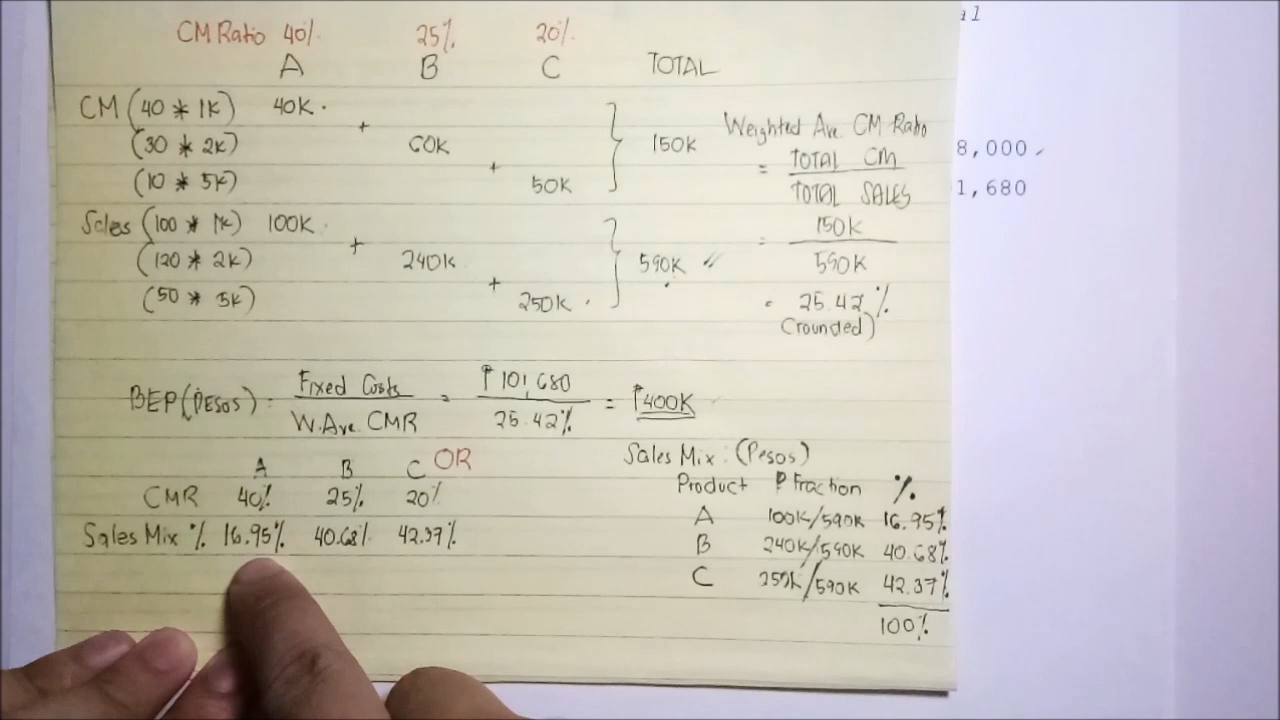 CM Ratio 40% 25% 20%
A B C TOTAL
CM (40 * 1K) 40K. +
(30 * 2K) 60K + 150K
(10 * 5K) 50K
Sales (100 * 1K) 100K. +
(120 * 2K) 240K + 590K
(50 * 5K) 250K.
Weighted Ave CM Ratio
= TOTAL CM
TOTAL SALES
= 150K
590K
= 25.42%
(rounded)
al
8,000
1,680
BEP (PESOS) = Fixed Costs = ₱101,680 = ₱400K
W.Ave. CMR 25.42%
A B C OR
CMR 40% 25% 20%
Sales Mix % 16.95% 40.68% 42.37%
Sales Mix: (Pesos)
Product ₱ Fraction %
A 100K/590K 16.95%
B 240K/590K 40.68%
C 250K/590K 42.37%
100%